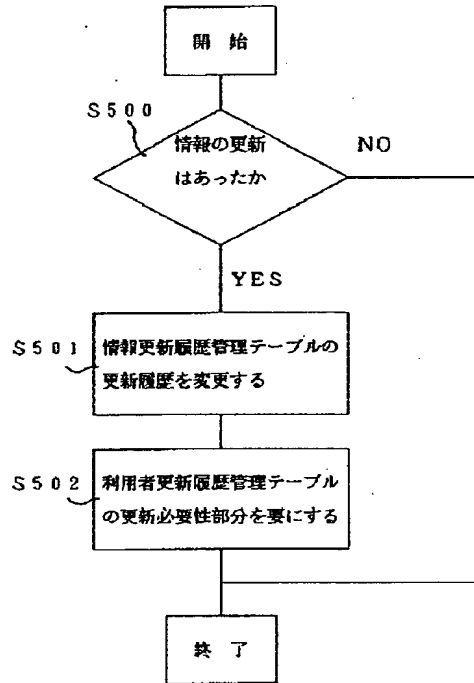 開 始
S500
情報の更新
はあったか
NO
YES
S501
情報更新履歴管理テーブルの
更新履歴を変更する
S502
利用者更新履歴管理テーブル
の更新必要性部分を要にする
終 了